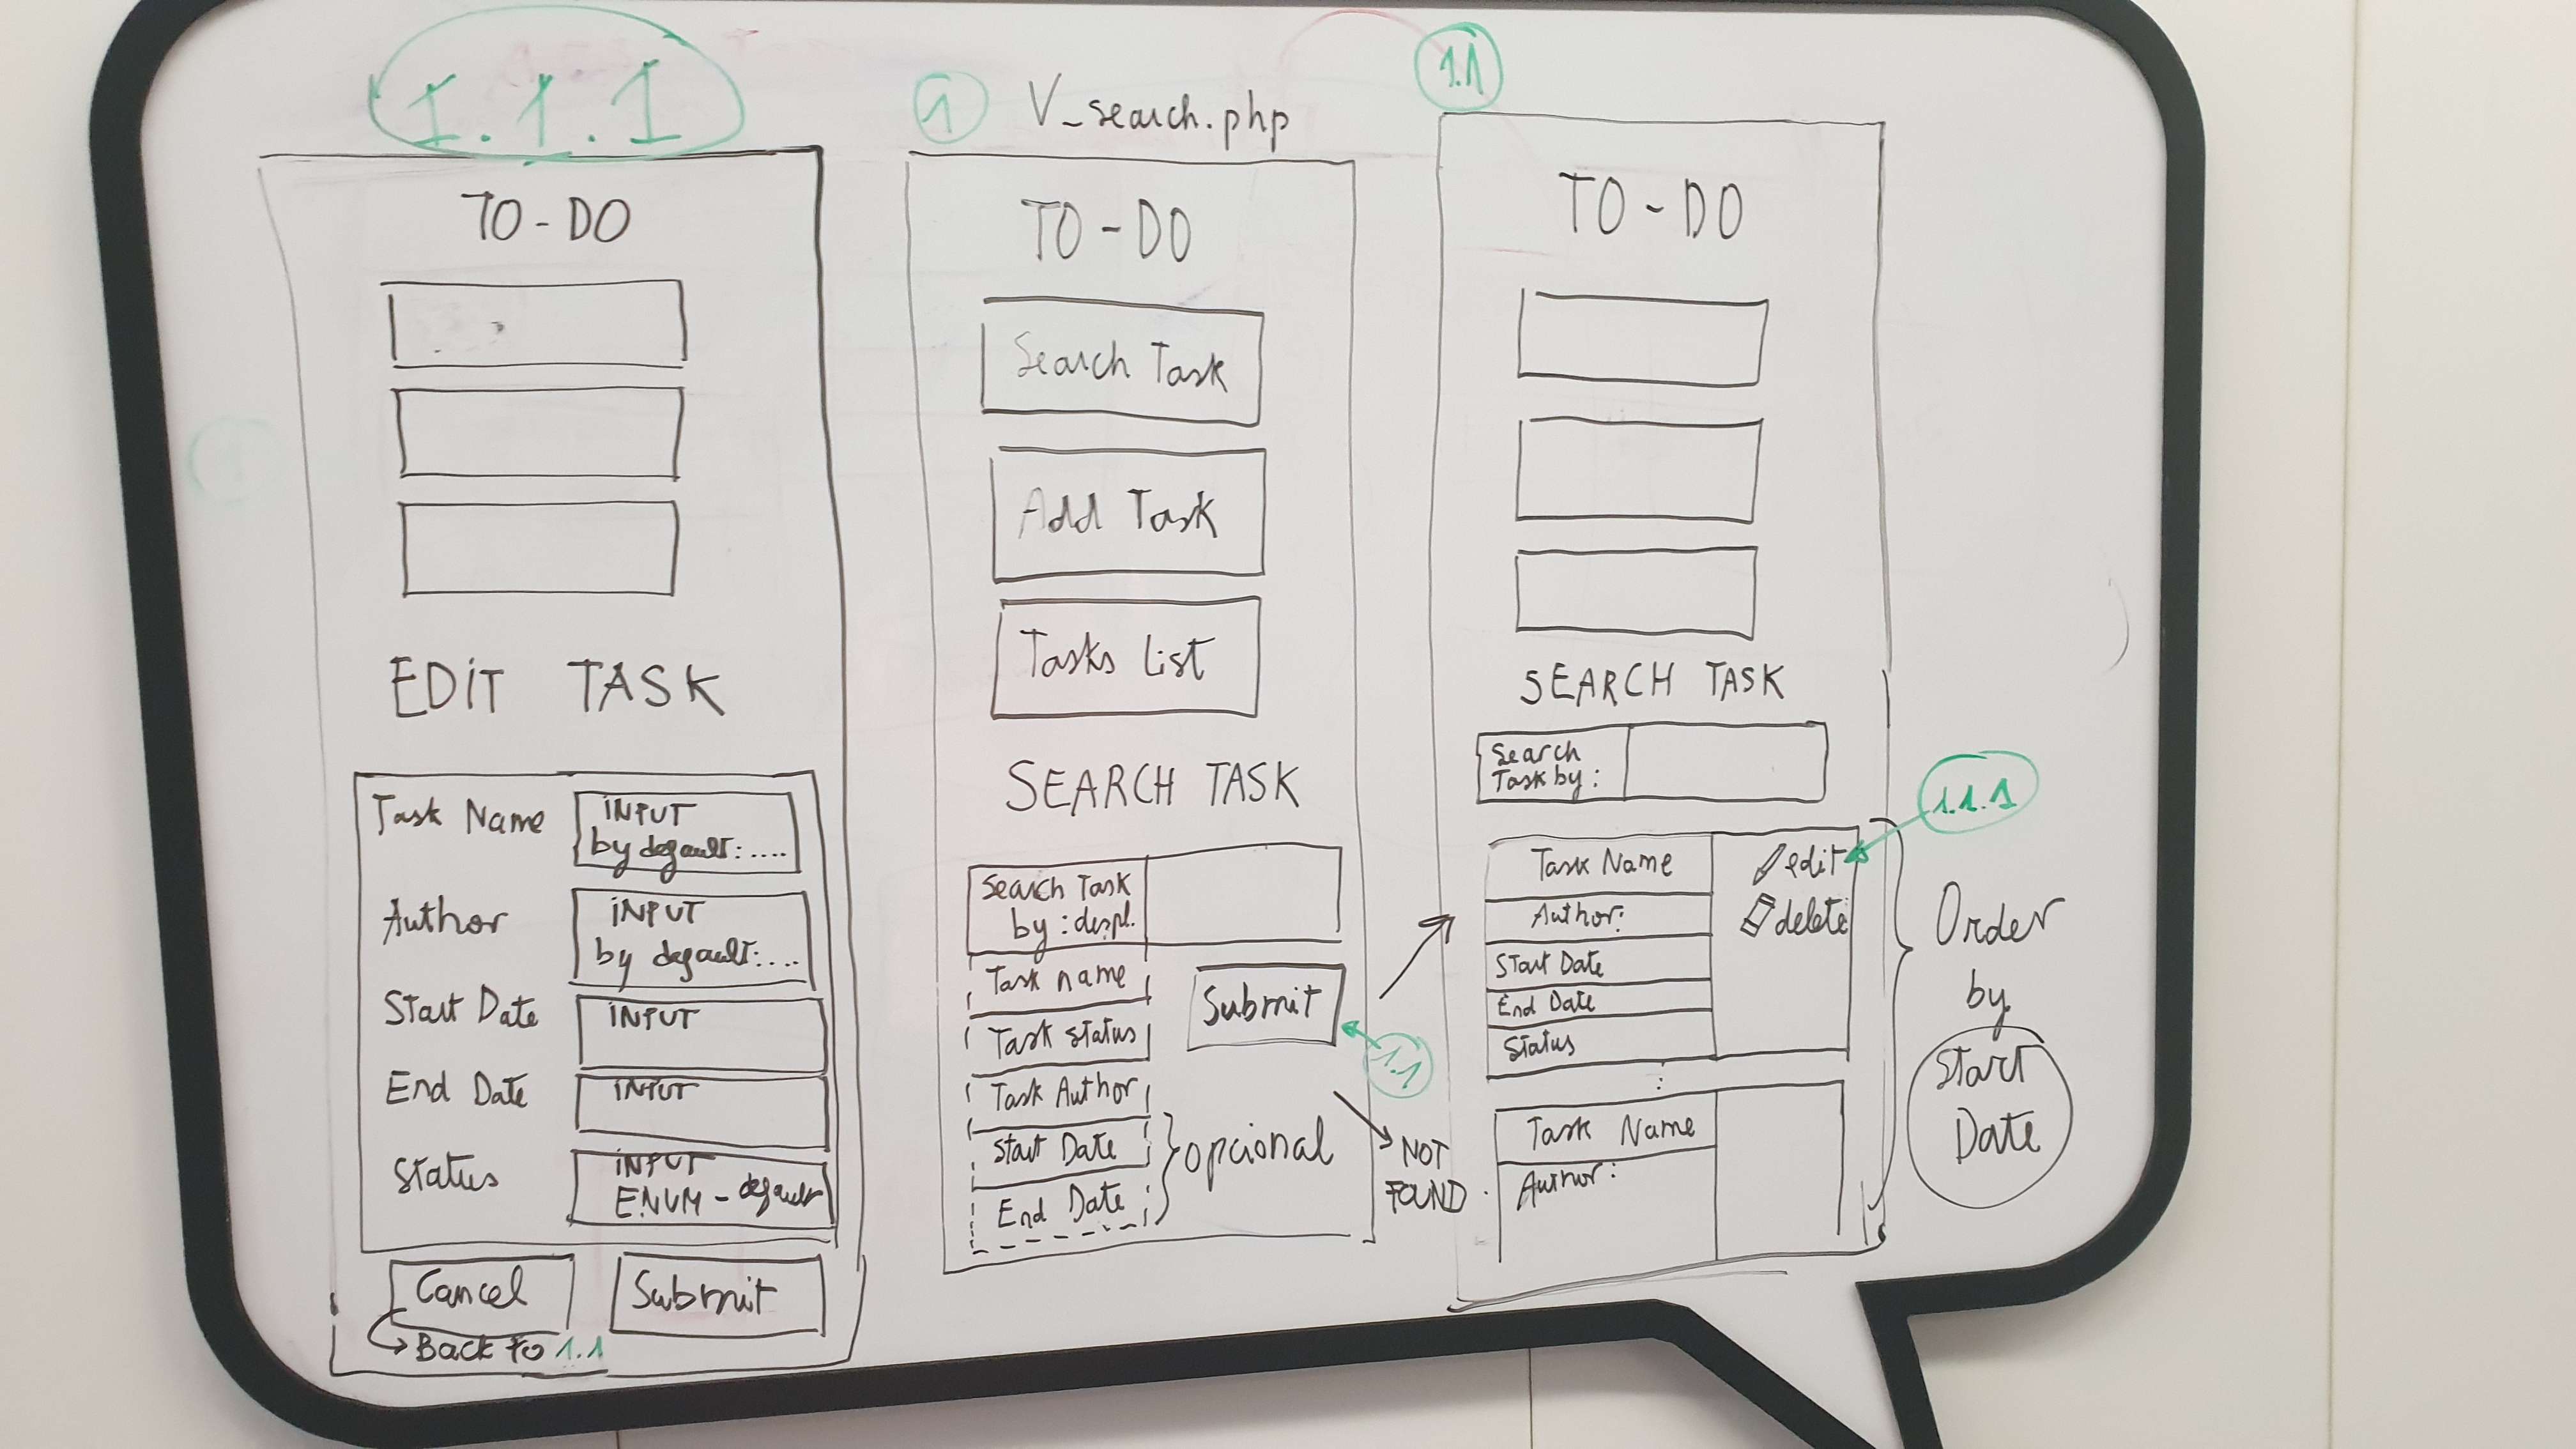 1.1.1
TO-DO
EDIT TASK
Task Name
INPUT
by default: ....
Author
INPUT
by default: ....
Start Date
INPUT
End Date
INPUT
Status
INPUT
ENUM - default
Cancel
Submit
Back to 1.1
1
V_search.php
TO-DO
Search Task
Add Task
Tasks List
SEARCH TASK
Search Task
by: despl.
Task name
Task Status
Task Author
Start Date
End Date
Submit
1.1
opcional
NOT
FOUND
1.1
TO-DO
SEARCH TASK
Search
Task by:
Task Name
Author:
Start Date
End Date
Status
edit
delete
1.1.1
Task Name
Author:
Order
by
Start
Date